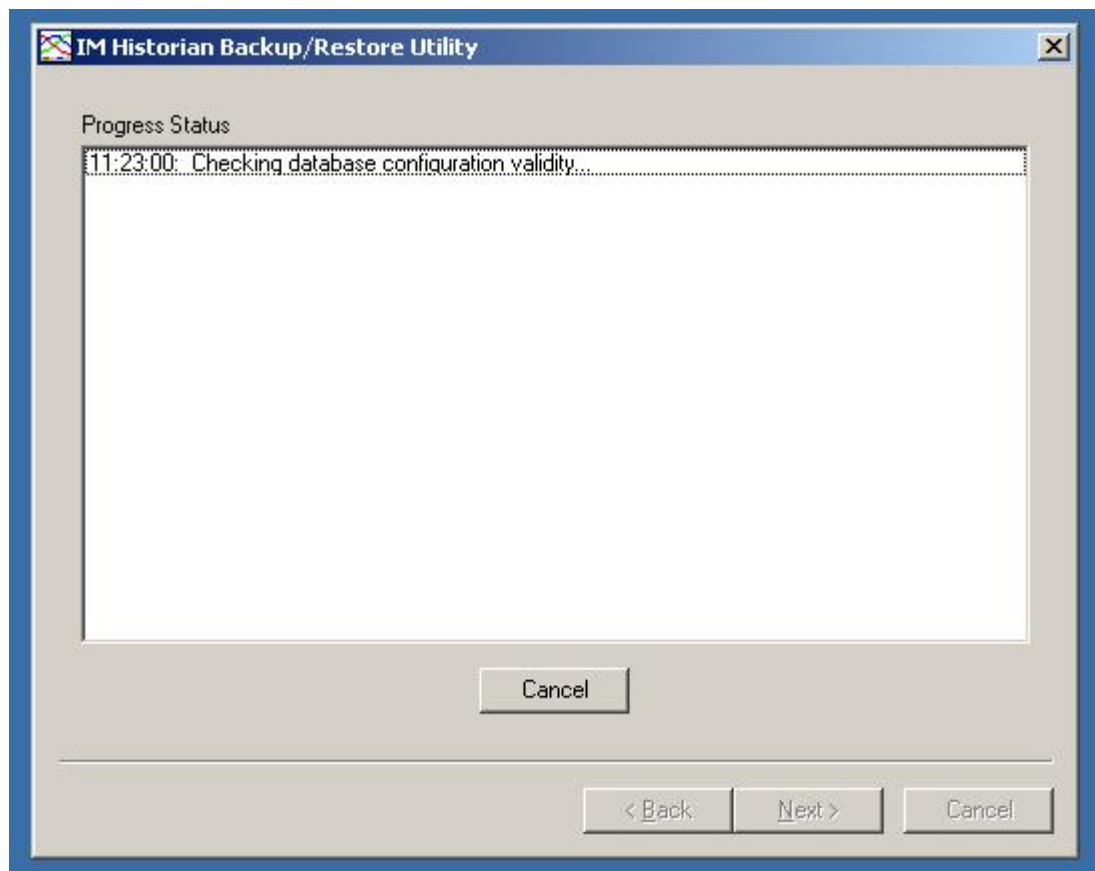 IM Historian Backup/Restore Utility
Progress Status
11:23:00:  Checking database configuration validity...
Cancel
< Back
Next >
Cancel